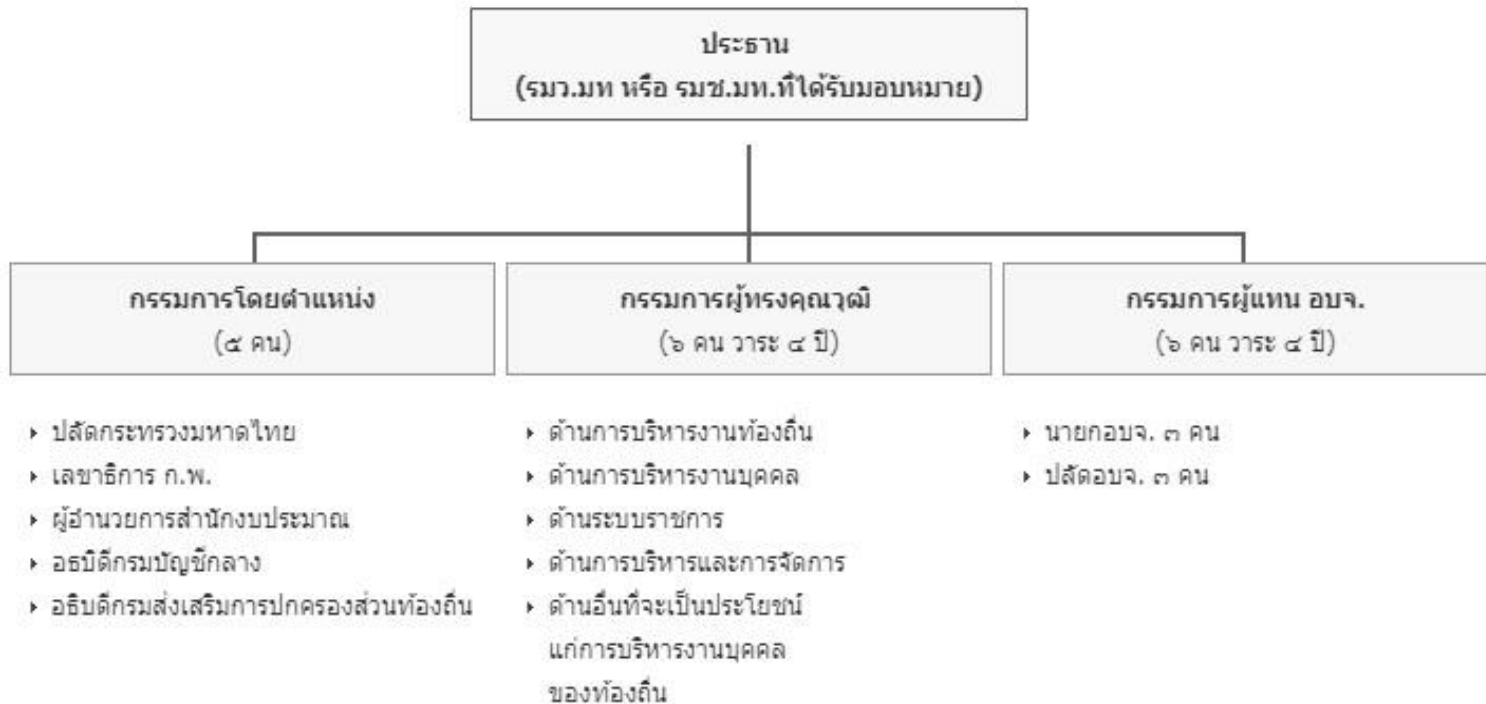 ประธาน
(รมว.มท หรือ รมช.มท.ที่ได้รับมอบหมาย)
กรรมการโดยตำแหน่ง
(๕ คน)
ปลัดกระทรวงมหาดไทย
เลขาธิการ ก.พ.
ผู้อำนวยการสำนักงบประมาณ
อธบิดีกรมบัญชีกลาง
อธิบดีกรมส่งเสริมการปกครองส่วนท้องถิ่น
กรรมการผู้ทรงคุณวุฒิ
(๖ คน วาระ ๔ ปี)
ด้านการบริหารงานท้องถิ่น
ด้านการบริหารงานบุคคล
ด้านระบบราชการ
ด้านการบริหารและการจัดการ
ด้านอื่นที่จะเป็นประโยชน์
แก่การบริหารงานบุคคล
ของท้องถิ่น
กรรมการผู้แทน อบจ.
(๖ คน วาระ ๔ ปี)
นายกอบจ. ๓ คน
ปลัดอบจ. ๓ คน